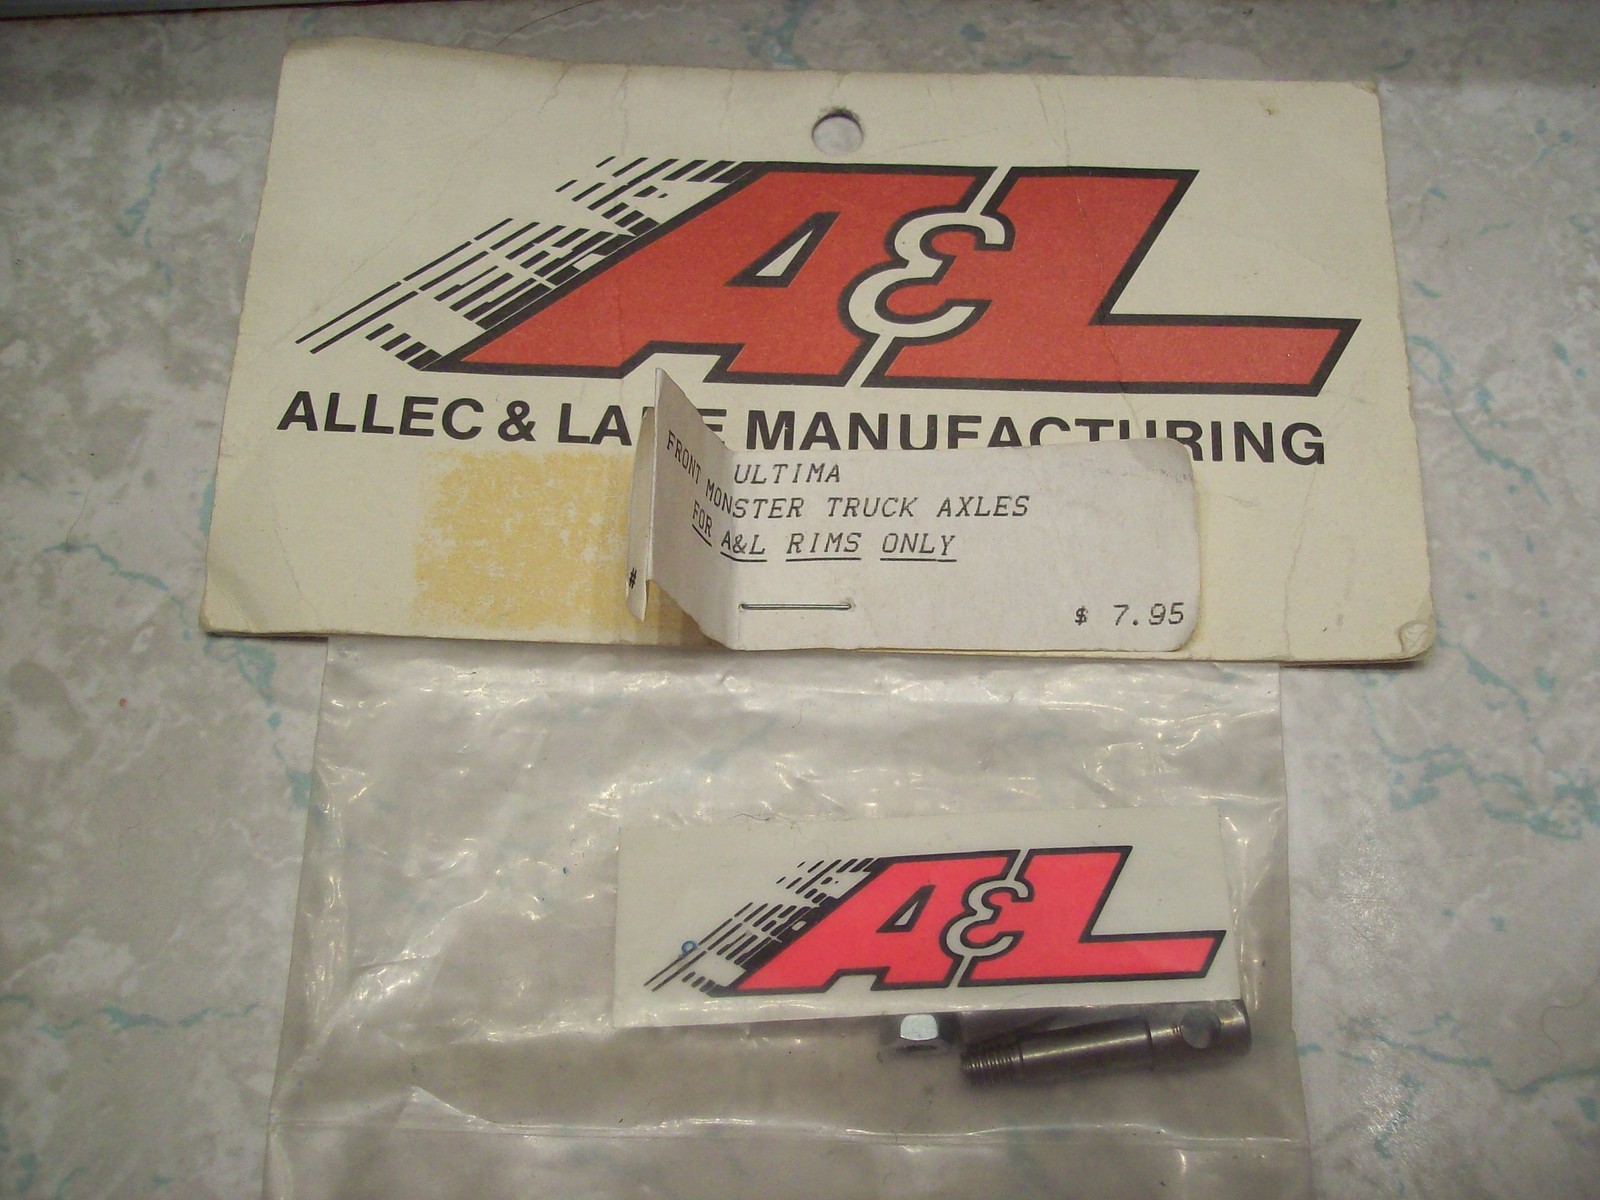 A&L
ALLEC & LA E MANUFACTURING
ULTIMA
FRONT MONSTER TRUCK AXLES
FOR A&L RIMS ONLY
#
$ 7.95
A&L